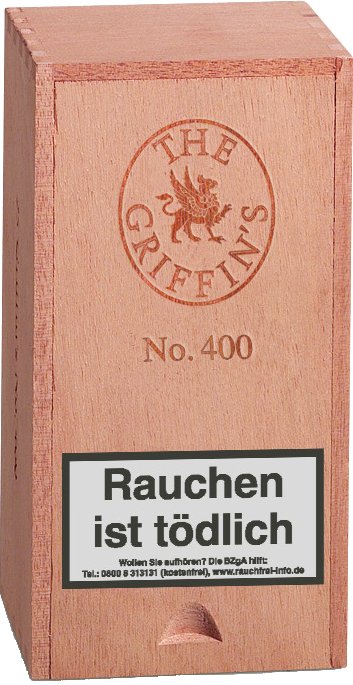 THE
GRIFFIN'S
No. 400
Rauchen
ist tödlich
Wollen Sie aufhören? Die BZgA hilft:
Tel.: 0800 8 313131 (kostenfrei), www.rauchfrei-info.de